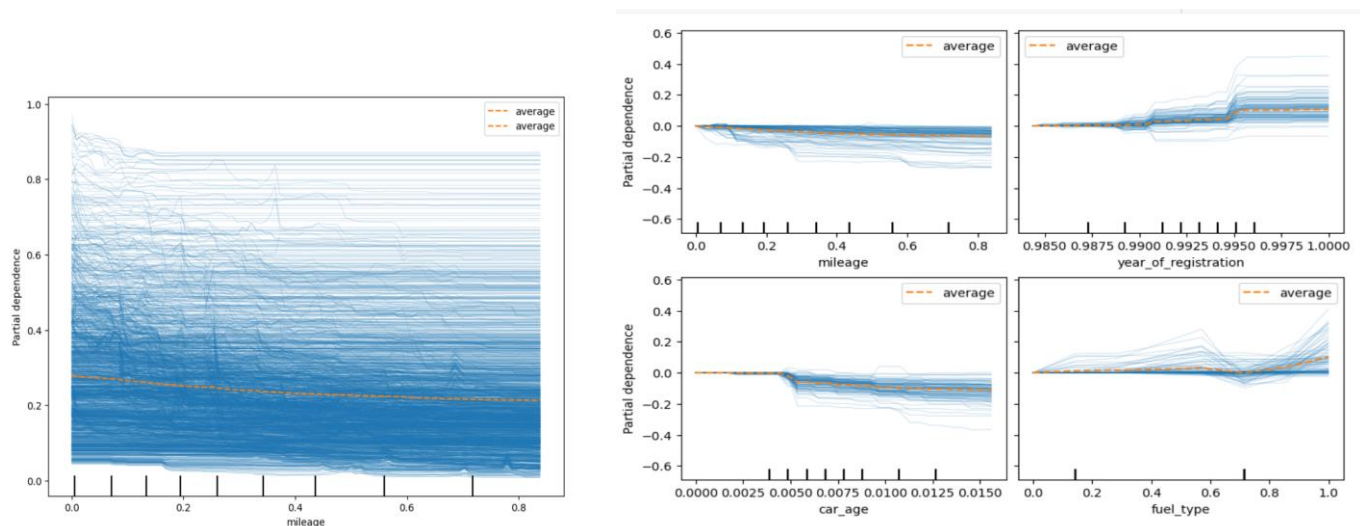 1.0
average
average
0.8
0.6
0.4
0.2
0.0
Partial dependence
0.0 0.2 0.4 0.6 0.8
mileage
0.6
0.4
0.2
0.0
−0.2
−0.4
−0.6
Partial dependence
average
0.0 0.2 0.4 0.6 0.8
mileage
average
0.9850 0.9875 0.9900 0.9925 0.9950 0.9975 1.0000
year_of_registration
0.6
0.4
0.2
0.0
−0.2
−0.4
−0.6
Partial dependence
average
0.0000 0.0025 0.0050 0.0075 0.0100 0.0125 0.0150
car_age
average
0.0 0.2 0.4 0.6 0.8 1.0
fuel_type